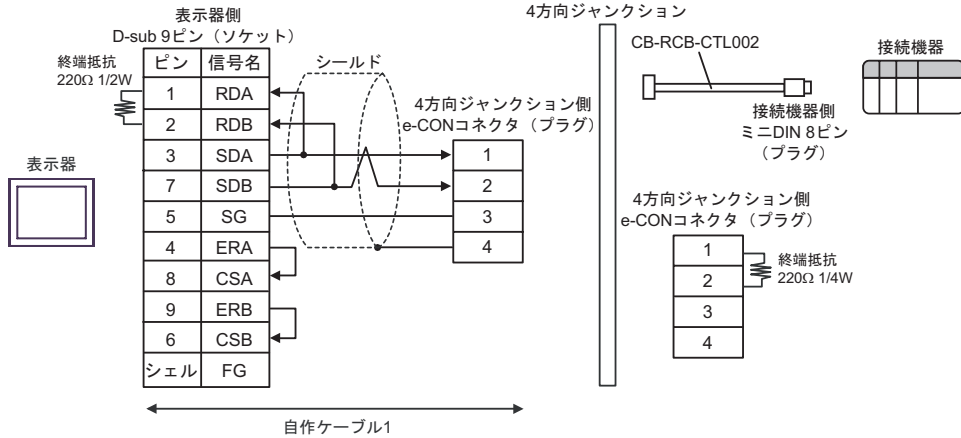 表示器側
D-sub 9ピン（ソケット）
終端抵抗
220Ω 1/2W
ピン 信号名
1 RDA
2 RDB
3 SDA
7 SDB
5 SG
4 ERA
8 CSA
9 ERB
6 CSB
シェル FG
表示器
シールド
4方向ジャンクション側
e-CONコネクタ（プラグ）
1
2
3
4
自作ケーブル1
4方向ジャンクション
CB-RCB-CTL002
接続機器側
ミニDIN 8ピン
（プラグ）
接続機器
4方向ジャンクション側
e-CONコネクタ（プラグ）
1
2
3
4
終端抵抗
220Ω 1/4W